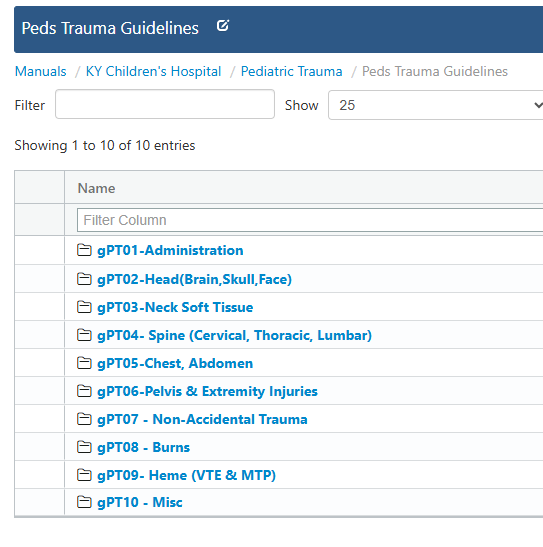 Peds Trauma Guidelines
Manuals / KY Children's Hospital / Pediatric Trauma / Peds Trauma Guidelines
Filter Show 25
Showing 1 to 10 of 10 entries
Name
Filter Column
gPT01-Administration
gPT02-Head(Brain,Skull,Face)
gPT03-Neck Soft Tissue
gPT04- Spine (Cervical, Thoracic, Lumbar)
gPT05-Chest, Abdomen
gPT06-Pelvis & Extremity Injuries
gPT07 - Non-Accidental Trauma
gPT08 - Burns
gPT09- Heme (VTE & MTP)
gPT10 - Misc